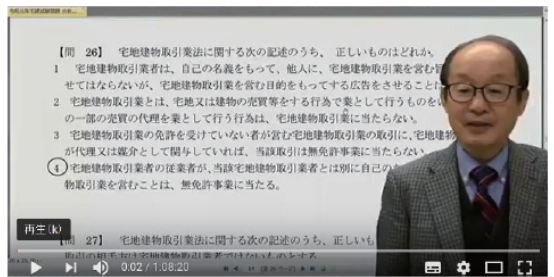 【問 26】 宅地建物取引業法に関する次の記述のうち、正しいものはどれか。
1 宅地建物取引業者は、自己の名義をもって、他人に、宅地建物取引業を営む旨
せてはならないが、宅地建物取引業を営む目的をもってする広告をさせることは
2 宅地建物取引業とは、宅地又は建物の売買等をする行為で業として行うものをい
の一部の売買の代理を業として行う行為は、宅地建物取引業に当たらない。
3 宅地建物取引業の免許を受けていない者が営む宅地建物取引業の取引に、宅地建物
が代理又は媒介として関与していれば、当該取引は無免許事業に当たらない。
4 宅地建物取引業者の従業者が、当該宅地建物取引業者とは別に自己の
物取引業を営むことは、無免許事業に当たる。
再生 (k)
【問 27】 宅地建物取引業法に関する次の記述のうち、正しいも
0:02 / 1:08:20